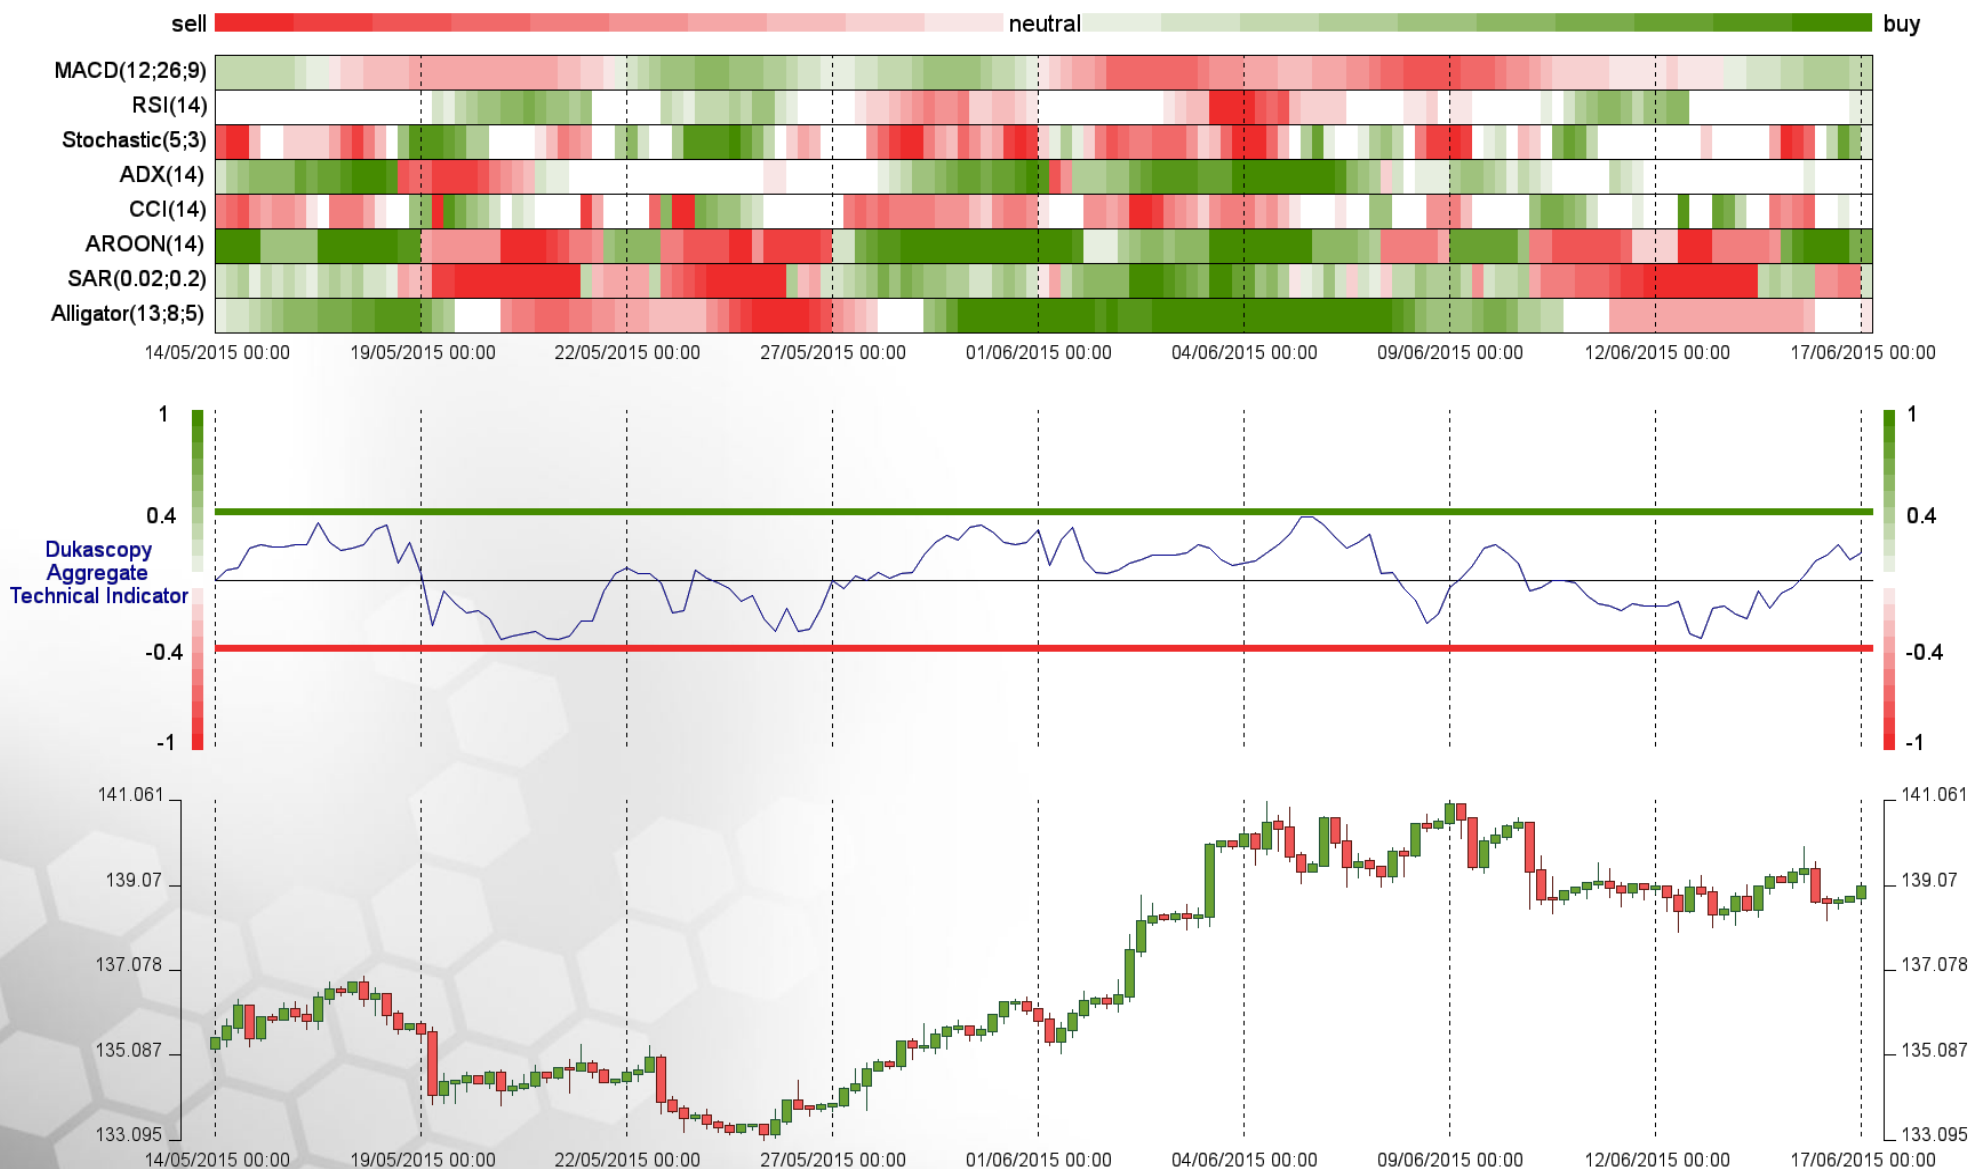 sell neutral buy
MACD(12;26;9)
RSI(14)
Stochastic(5;3)
ADX(14)
CCI(14)
AROON(14)
SAR(0.02;0.2)
Alligator(13;8;5)
14/05/2015 00:00 19/05/2015 00:00 22/05/2015 00:00 27/05/2015 00:00 01/06/2015 00:00 04/06/2015 00:00 09/06/2015 00:00 12/06/2015 00:00 17/06/2015 00:00
1 1
0.4 0.4
Dukascopy
Aggregate
Technical Indicator
-0.4 -0.4
-1 -1
141.061 141.061
139.07 139.07
137.078 137.078
135.087 135.087
133.095 133.095
14/05/2015 00:00 19/05/2015 00:00 22/05/2015 00:00 27/05/2015 00:00 01/06/2015 00:00 04/06/2015 00:00 09/06/2015 00:00 12/06/2015 00:00 17/06/2015 00:00